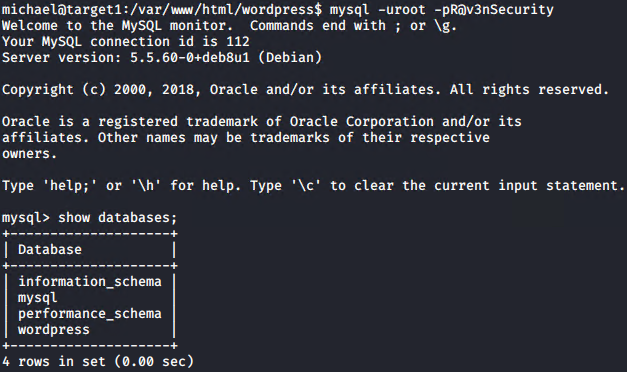 michael@target1:/var/www/html/wordpress$ mysql -uroot -pR@v3nSecurity
Welcome to the MySQL monitor.  Commands end with ; or \g.
Your MySQL connection id is 112
Server version: 5.5.60-0+deb8u1 (Debian)
Copyright (c) 2000, 2018, Oracle and/or its affiliates. All rights reserved.
Oracle is a registered trademark of Oracle Corporation and/or its
affiliates. Other names may be trademarks of their respective
owners.
Type 'help;' or '\h' for help. Type '\c' to clear the current input statement.
mysql> show databases;
+--------------------+
| Database           |
+--------------------+
| information_schema |
| mysql              |
| performance_schema |
| wordpress          |
+--------------------+
4 rows in set (0.00 sec)